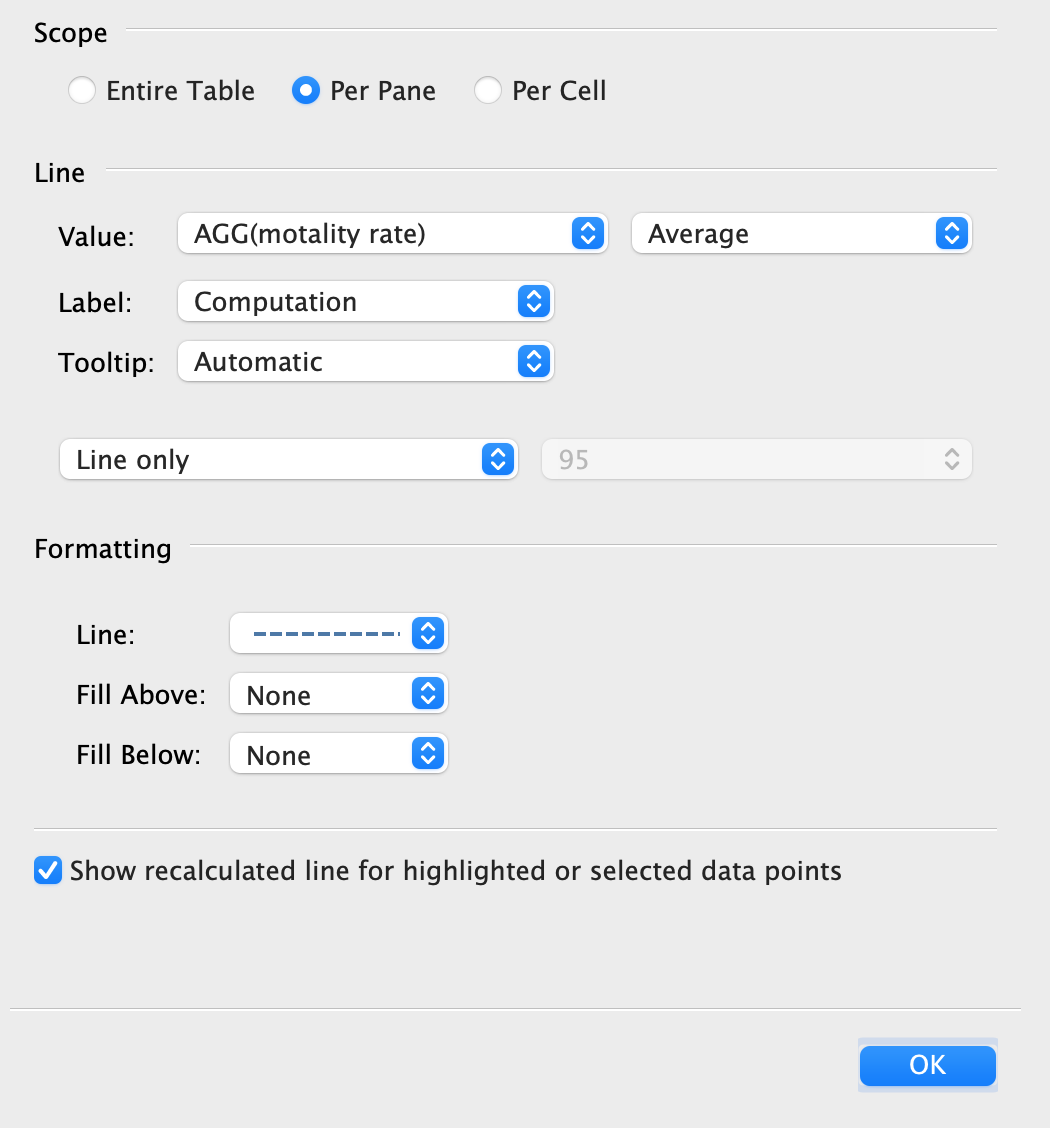 Scope
Entire Table Per Pane Per Cell
Line
Value: AGG(motality rate) Average
Label: Computation
Tooltip: Automatic
Line only 95
Formatting
Line:
Fill Above: None
Fill Below: None
Show recalculated line for highlighted or selected data points
OK